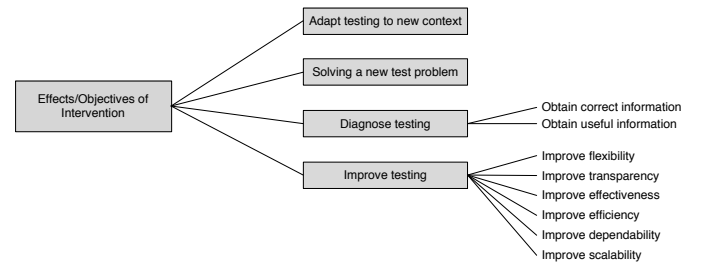 Adapt testing to new context
Solving a new test problem
Effects/Objectives of
Intervention
Diagnose testing
Obtain correct information
Obtain useful information
Improve testing
Improve flexibility
Improve transparency
Improve effectiveness
Improve efficiency
Improve dependability
Improve scalability